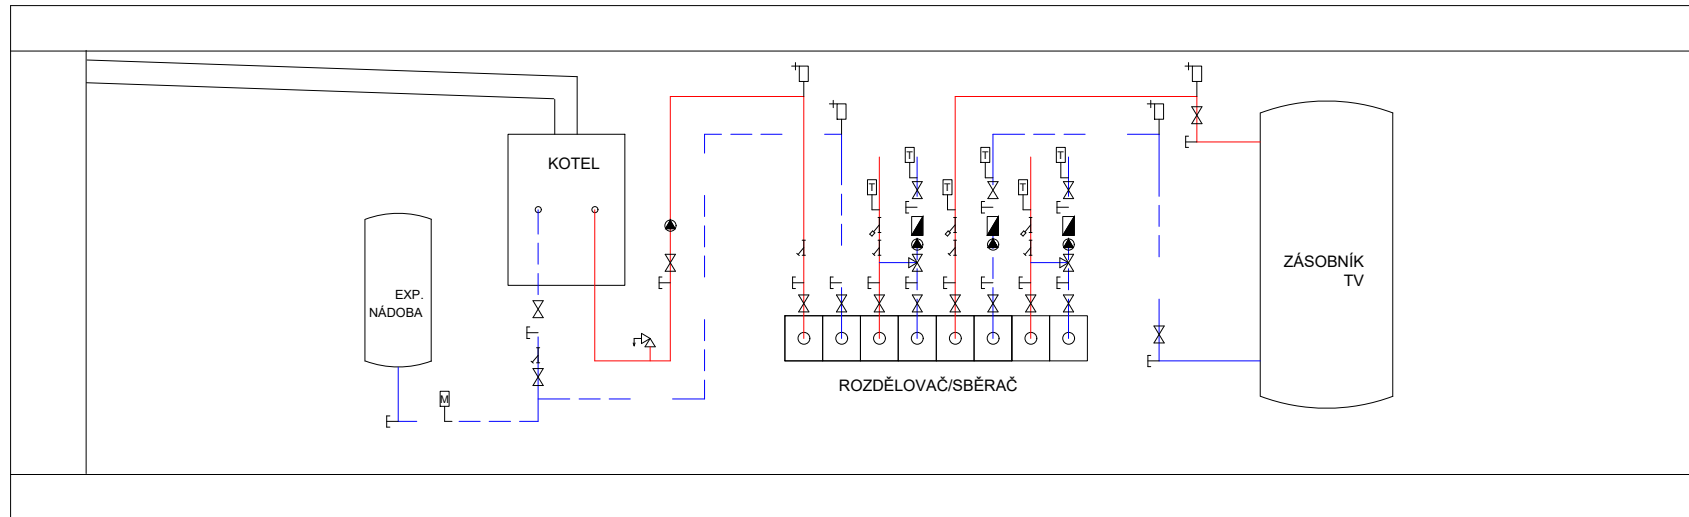 KOTEL
T
T
T
T
T
T
EXP.
NÁDOBA
ZÁSOBNÍK
TV
ROZDĚLOVAČ/SBĚRAČ
M